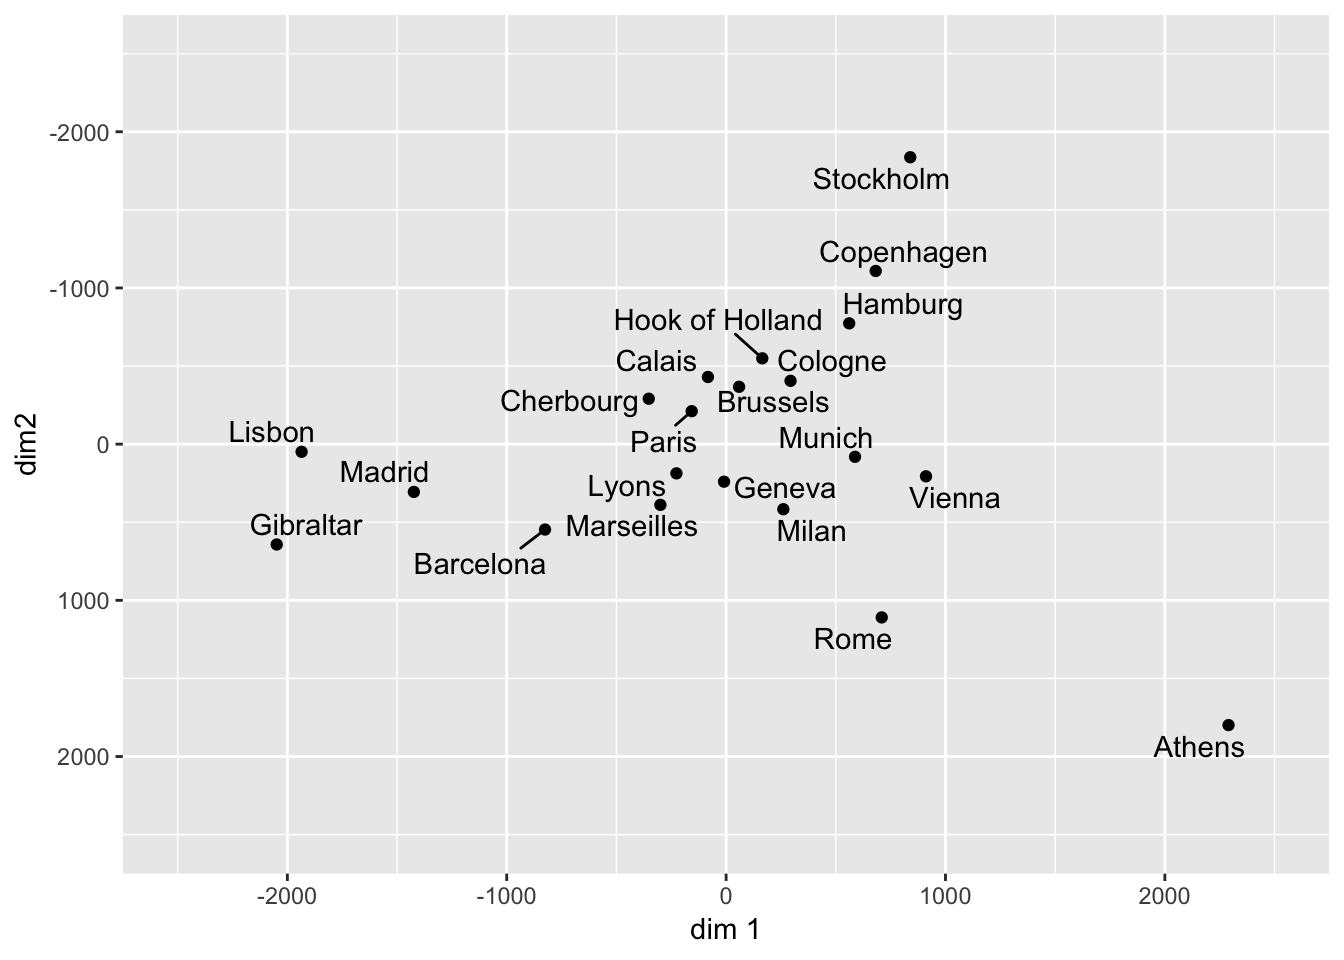 -2000
Stockholm
Copenhagen
-1000
Hamburg
Hook of Holland
Calais
Cologne
Cherbourg
Brussels
Lisbon
Paris
Munich
0
dim2
Madrid
Lyons
Geneva
Vienna
Gibraltar
Marseilles
Milan
Barcelona
1000
Rome
Athens
2000
-2000 -1000 0 1000 2000
dim 1